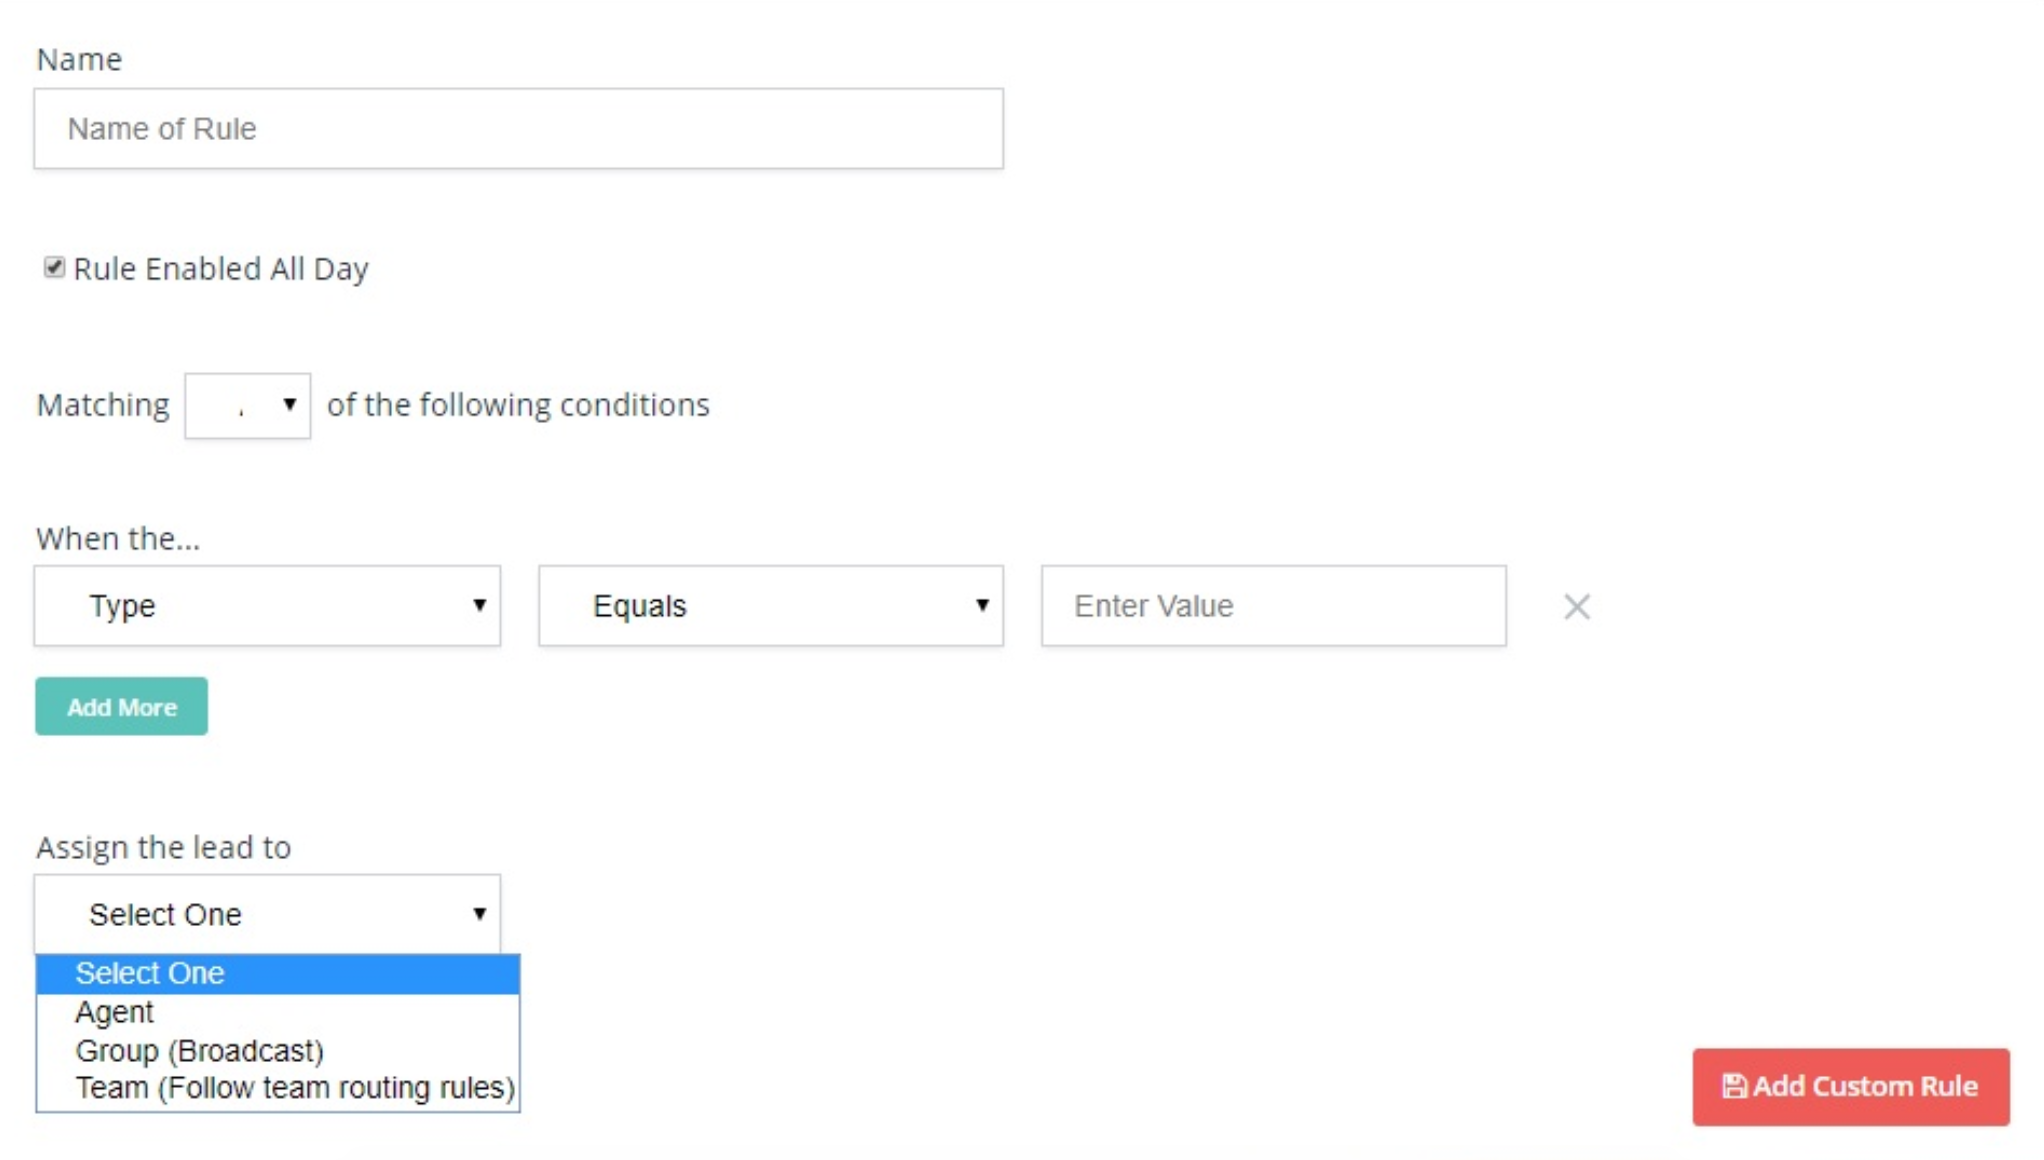 Name
Name of Rule
Rule Enabled All Day
Matching of the following conditions
When the...
Type Equals Enter Value
Add More
Assign the lead to
Select One
Select One
Agent
Group (Broadcast)
Team (Follow team routing rules)
Add Custom Rule